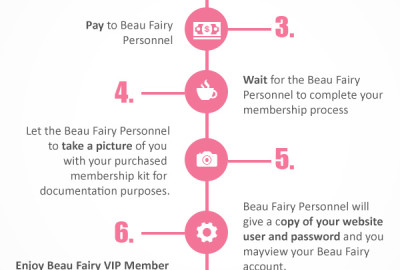 Pay to Beau Fairy
Personnel
3.
4.
Wait for the Beau Fairy
Personnel to complete your
membership process
Let the Beau Fairy Personnel
to take a picture of you
with your purchased
membership kit for
documentation purposes.
5.
6.
Beau Fairy Personnel will
give a copy of your website
user and password and you
mayview your Beau Fairy
account.
Enjoy Beau Fairy VIP Member